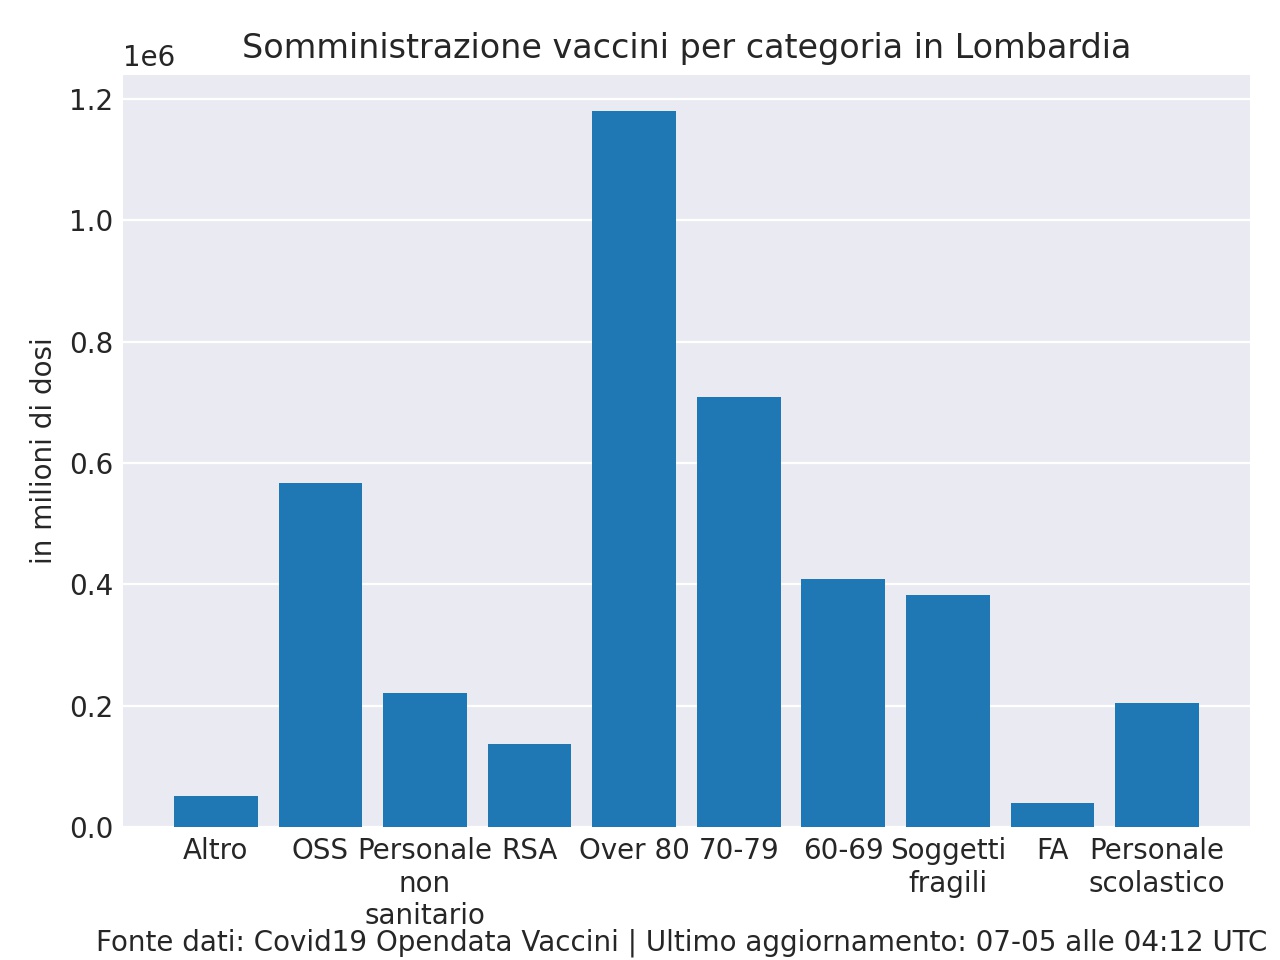 Somministrazione vaccini per categoria in Lombardia
1e6
1.2
1.0
0.8
0.6
0.4
0.2
0.0
in milioni di dosi
Altro OSS Personale RSA Over 80 70-79 60-69 Soggetti FA Personale
non fragili scolastico
sanitario
Fonte dati: Covid19 Opendata Vaccini | Ultimo aggiornamento: 07-05 alle 04:12 UTC